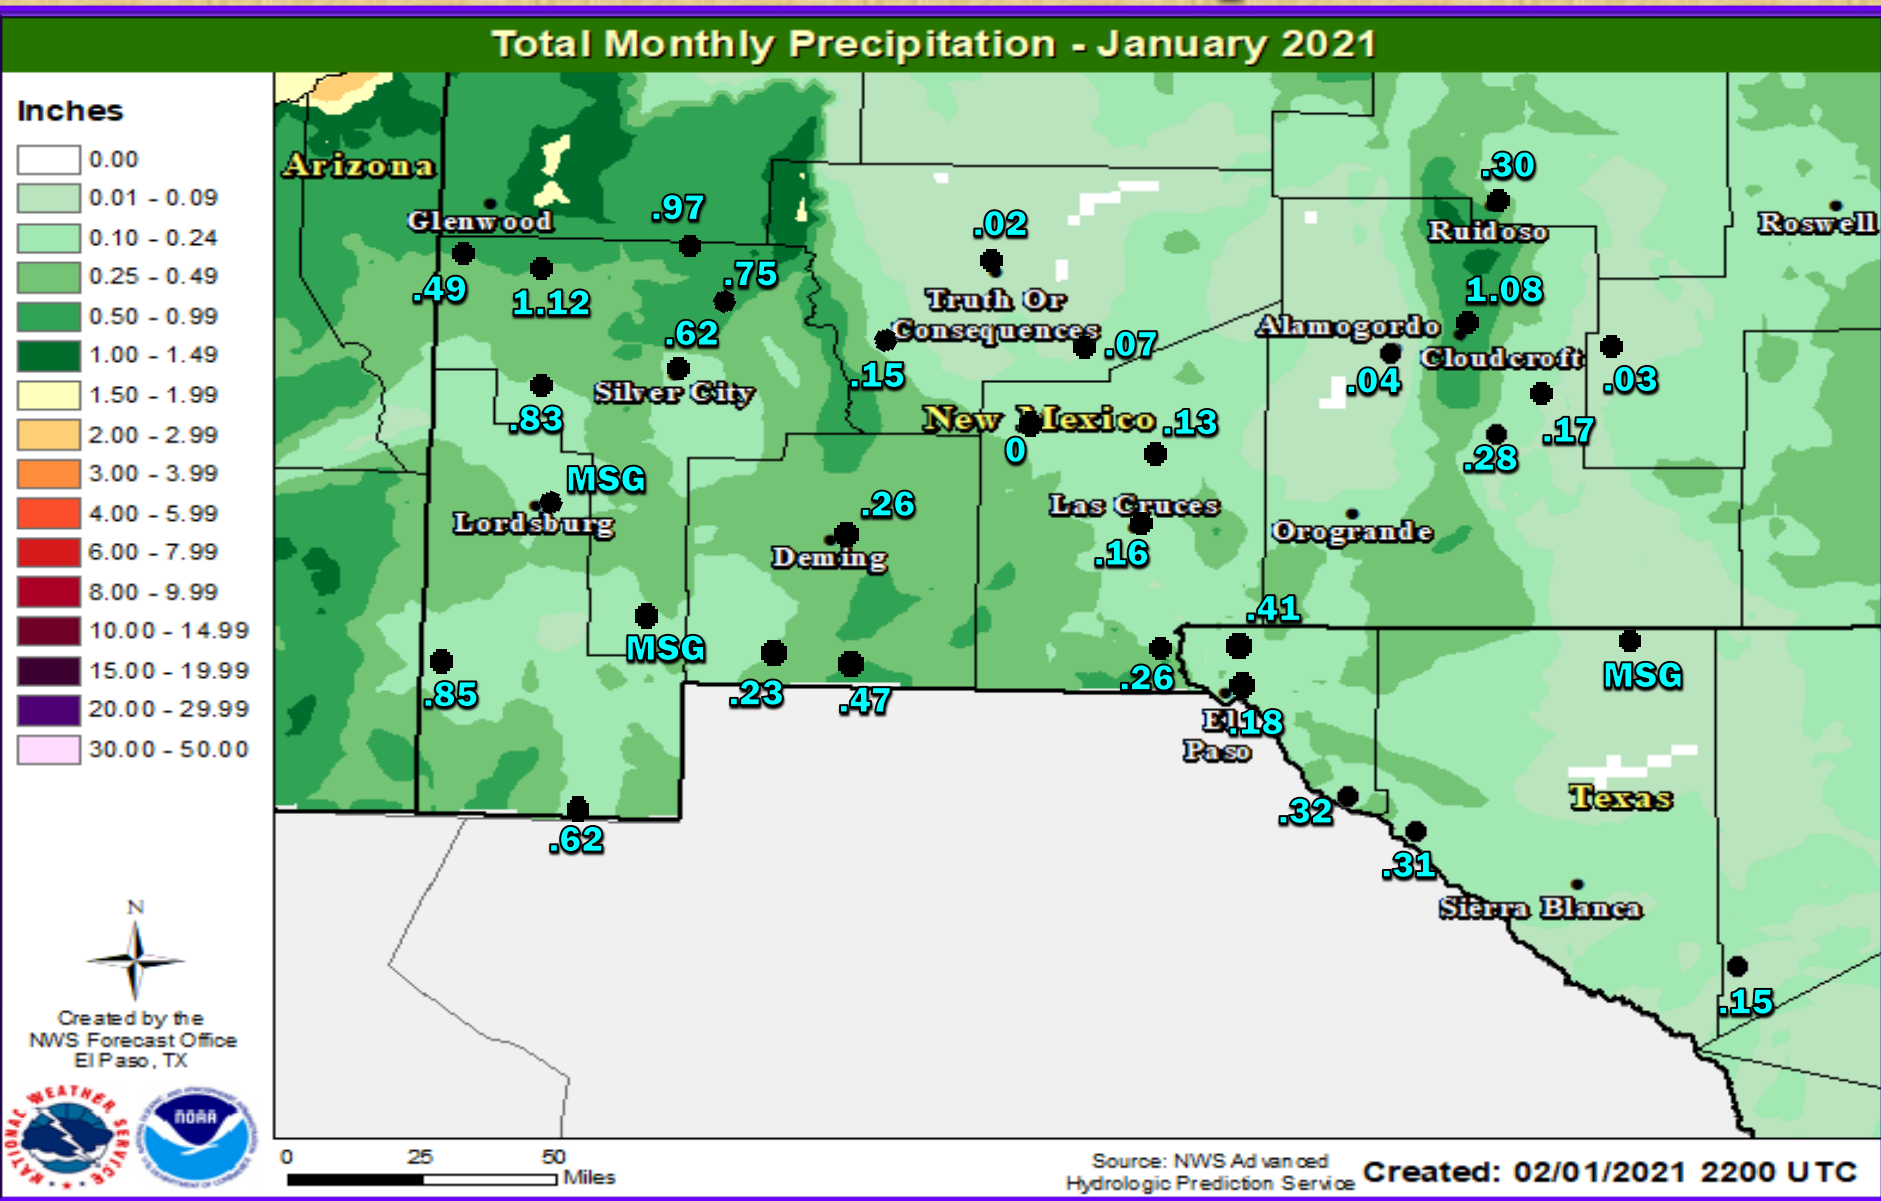 Total Monthly Precipitation - January 2021
Inches
0.00
0.01 - 0.09
0.10 - 0.24
0.25 - 0.49
0.50 - 0.99
1.00 - 1.49
1.50 - 1.99
2.00 - 2.99
3.00 - 3.99
4.00 - 5.99
6.00 - 7.99
8.00 - 9.99
10.00 - 14.99
15.00 - 19.99
20.00 - 29.99
30.00 - 50.00
N
Created by the
NWS Forecast Office
El Paso, TX
NATIONAL WEATHER SERVICE
NOAA
Arizona
Glenwood
.97
.49
1.12
.75
.62
Silver City
.83
MSG
Lordsburg
MSG
.85
.62
.02
Truth Or
Consequences
.15
.07
New Mexico
0
.13
.26
Deming
Las Cruces
.16
.23
.47
.26
.30
Ruidoso
Roswell
1.08
Alamogordo
Cloudcroft
.04
.03
.17
.28
Orogrande
.41
.18
El
Paso
MSG
Texas
.32
.31
Sierra Blanca
.15
0 25 50
Miles
Source: NWS Advanced
Hydrologic Prediction Service
Created: 02/01/2021 2200 UTC